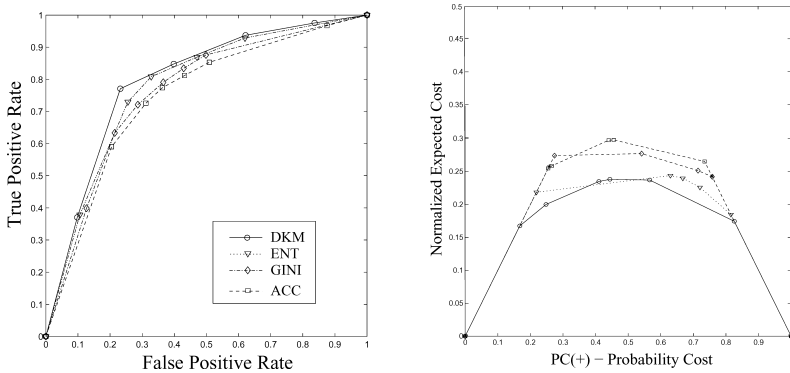 1
0.9
0.8
0.7
0.6
0.5
0.4
0.3
0.2
0.1
0
0 0.1 0.2 0.3 0.4 0.5 0.6 0.7 0.8 0.9 1
True Positive Rate
False Positive Rate
DKM
ENT
GINI
ACC
0.5
0.45
0.4
0.35
0.3
0.25
0.2
0.15
0.1
0.05
0
0 0.1 0.2 0.3 0.4 0.5 0.6 0.7 0.8 0.9 1
Normalized Expected Cost
PC(+) − Probability Cost